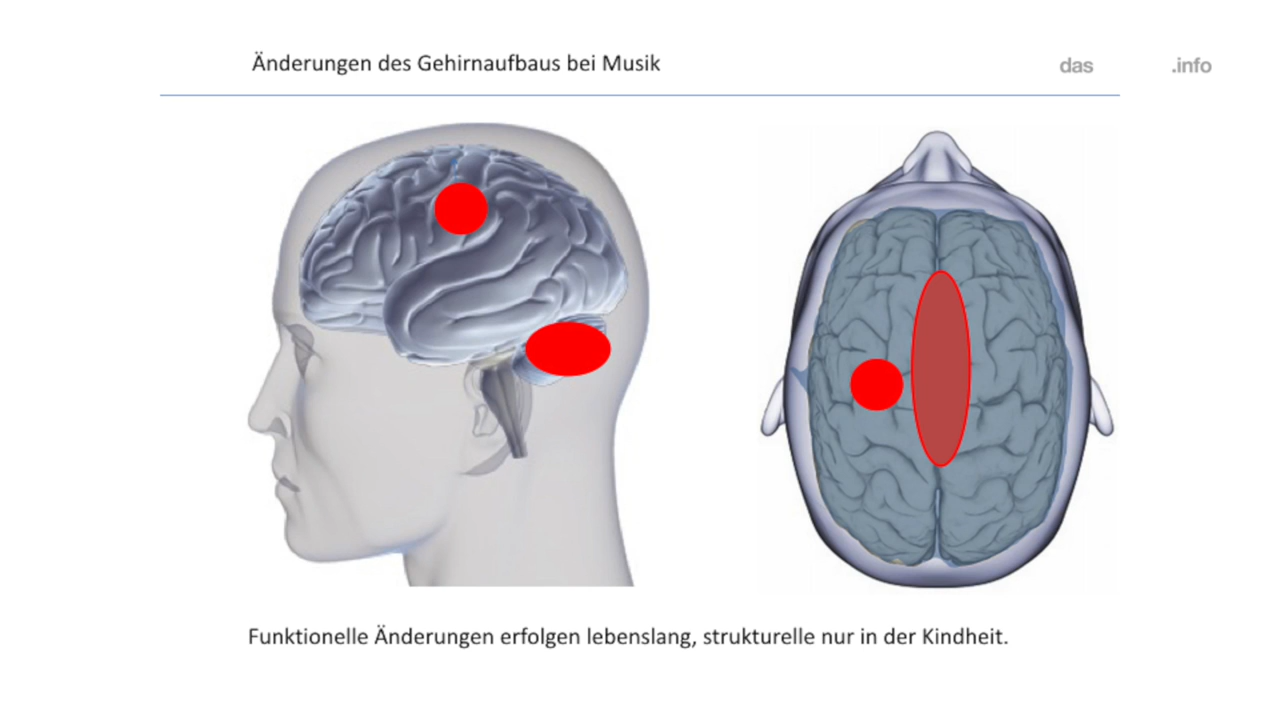 Änderungen des Gehirnaufbaus bei Musik
das .info
Funktionelle Änderungen erfolgen lebenslang, strukturelle nur in der Kindheit.